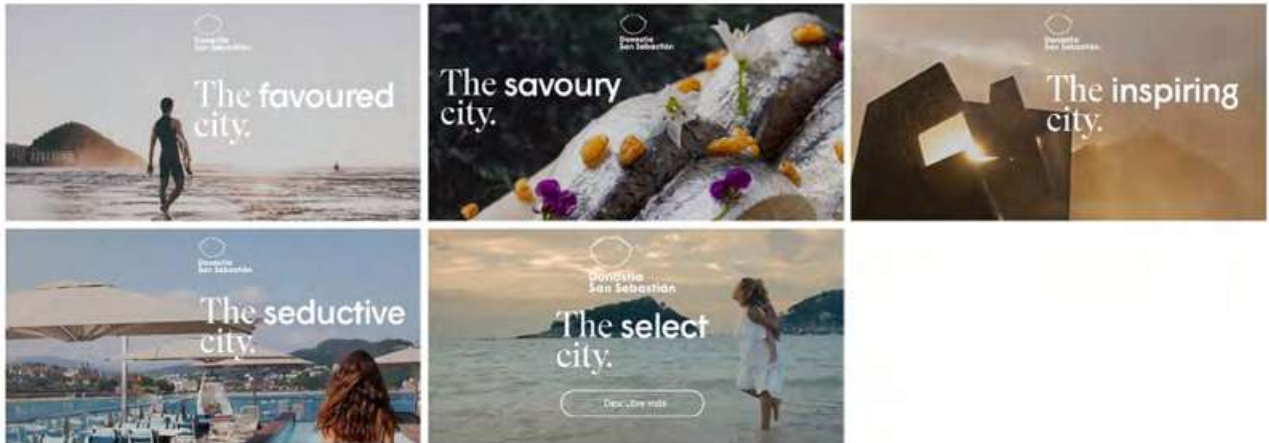 Donostia
San Sebastián
The favoured
city.
Donostia
San Sebastián
The savoury
city.
Donostia
San Sebastián
The inspiring
city.
Donostia
San Sebastián
The seductive
city.
Donostia
San Sebastián
The select
city.
Descubre más